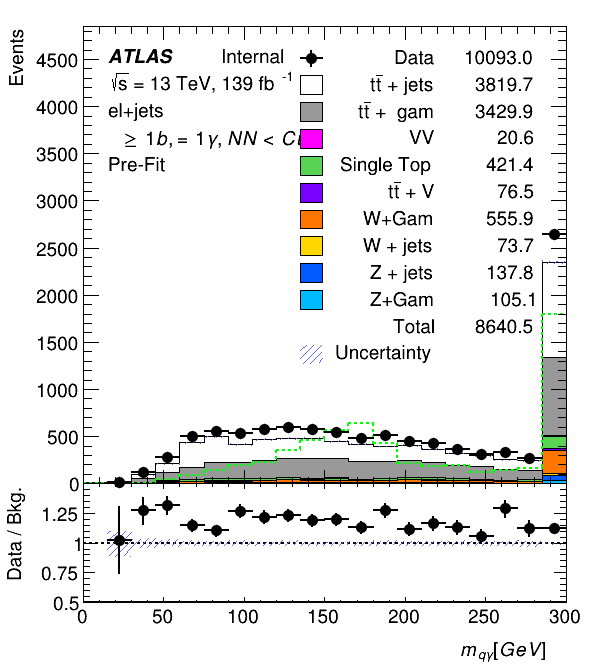 Events
4500
4000
3500
3000
2500
2000
1500
1000
500
0
ATLAS Internal
√s = 13 TeV, 139 fb⁻¹
el+jets
≥ 1b, = 1γ, NN <
Pre-Fit
Data 10093.0
tt̄ + jets 3819.7
tt̄ + gam 3429.9
VV 20.6
Single Top 421.4
tt̄ + V 76.5
W+Gam 555.9
W + jets 73.7
Z + jets 137.8
Z+Gam 105.1
Total 8640.5
Uncertainty
Data / Bkg.
1.25
1
0.75
0.5
0 50 100 150 200 250 300
m_qγ[GeV]